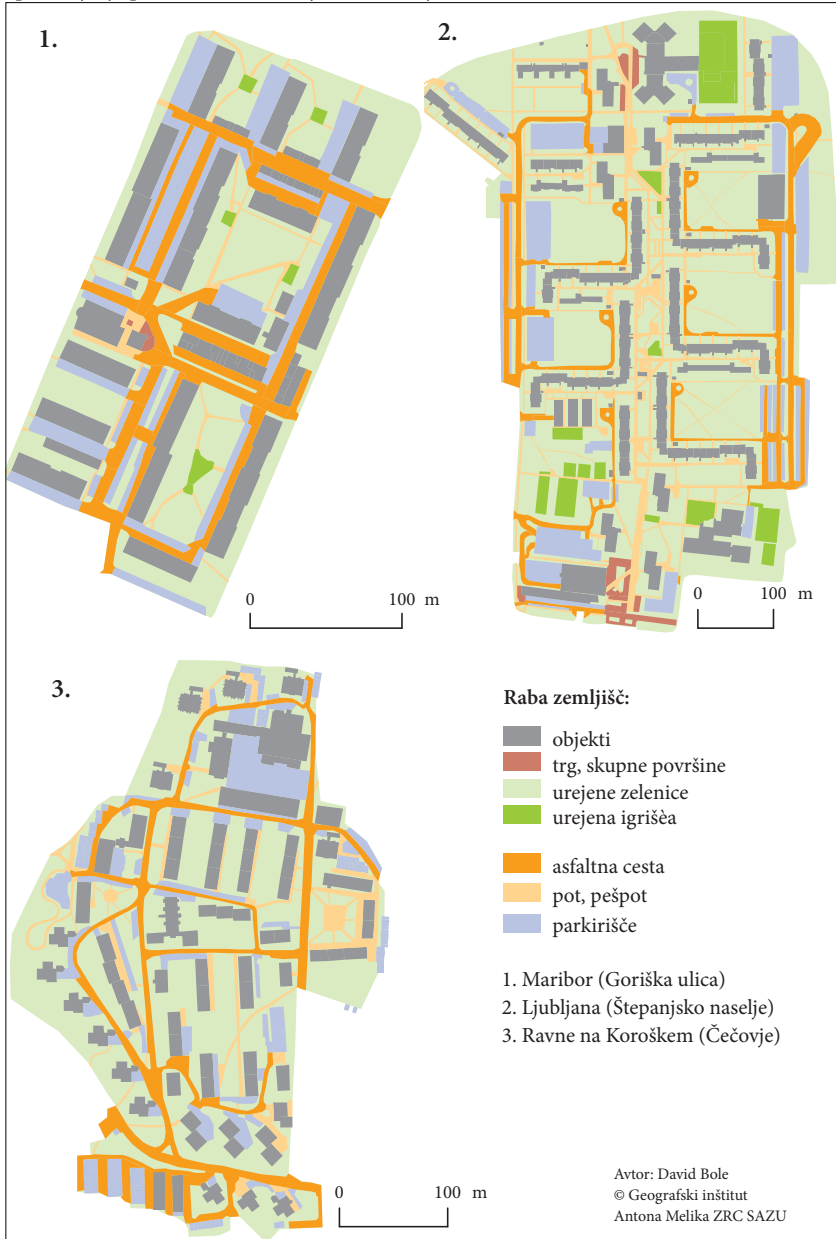 1.
2.
0 100 m
0 100 m
3.
Raba zemljišč:
objekti
trg, skupne površine
urejene zelenice
urejena igrišèa
asfaltna cesta
pot, pešpot
parkirišče
1. Maribor (Goriška ulica)
2. Ljubljana (Štepanjsko naselje)
3. Ravne na Koroškem (Čečovje)
0 100 m
Avtor: David Bole
© Geografski inštitut
Antona Melika ZRC SAZU